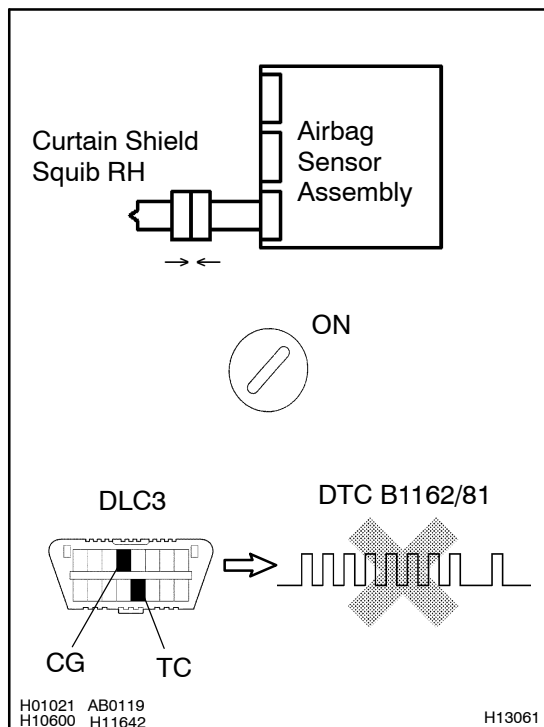 Curtain Shield
Squib RH
Airbag
Sensor
Assembly
ON
DLC3
DTC B1162/81
CG
TC
H01021 AB0119
H10600 H11642
H13061